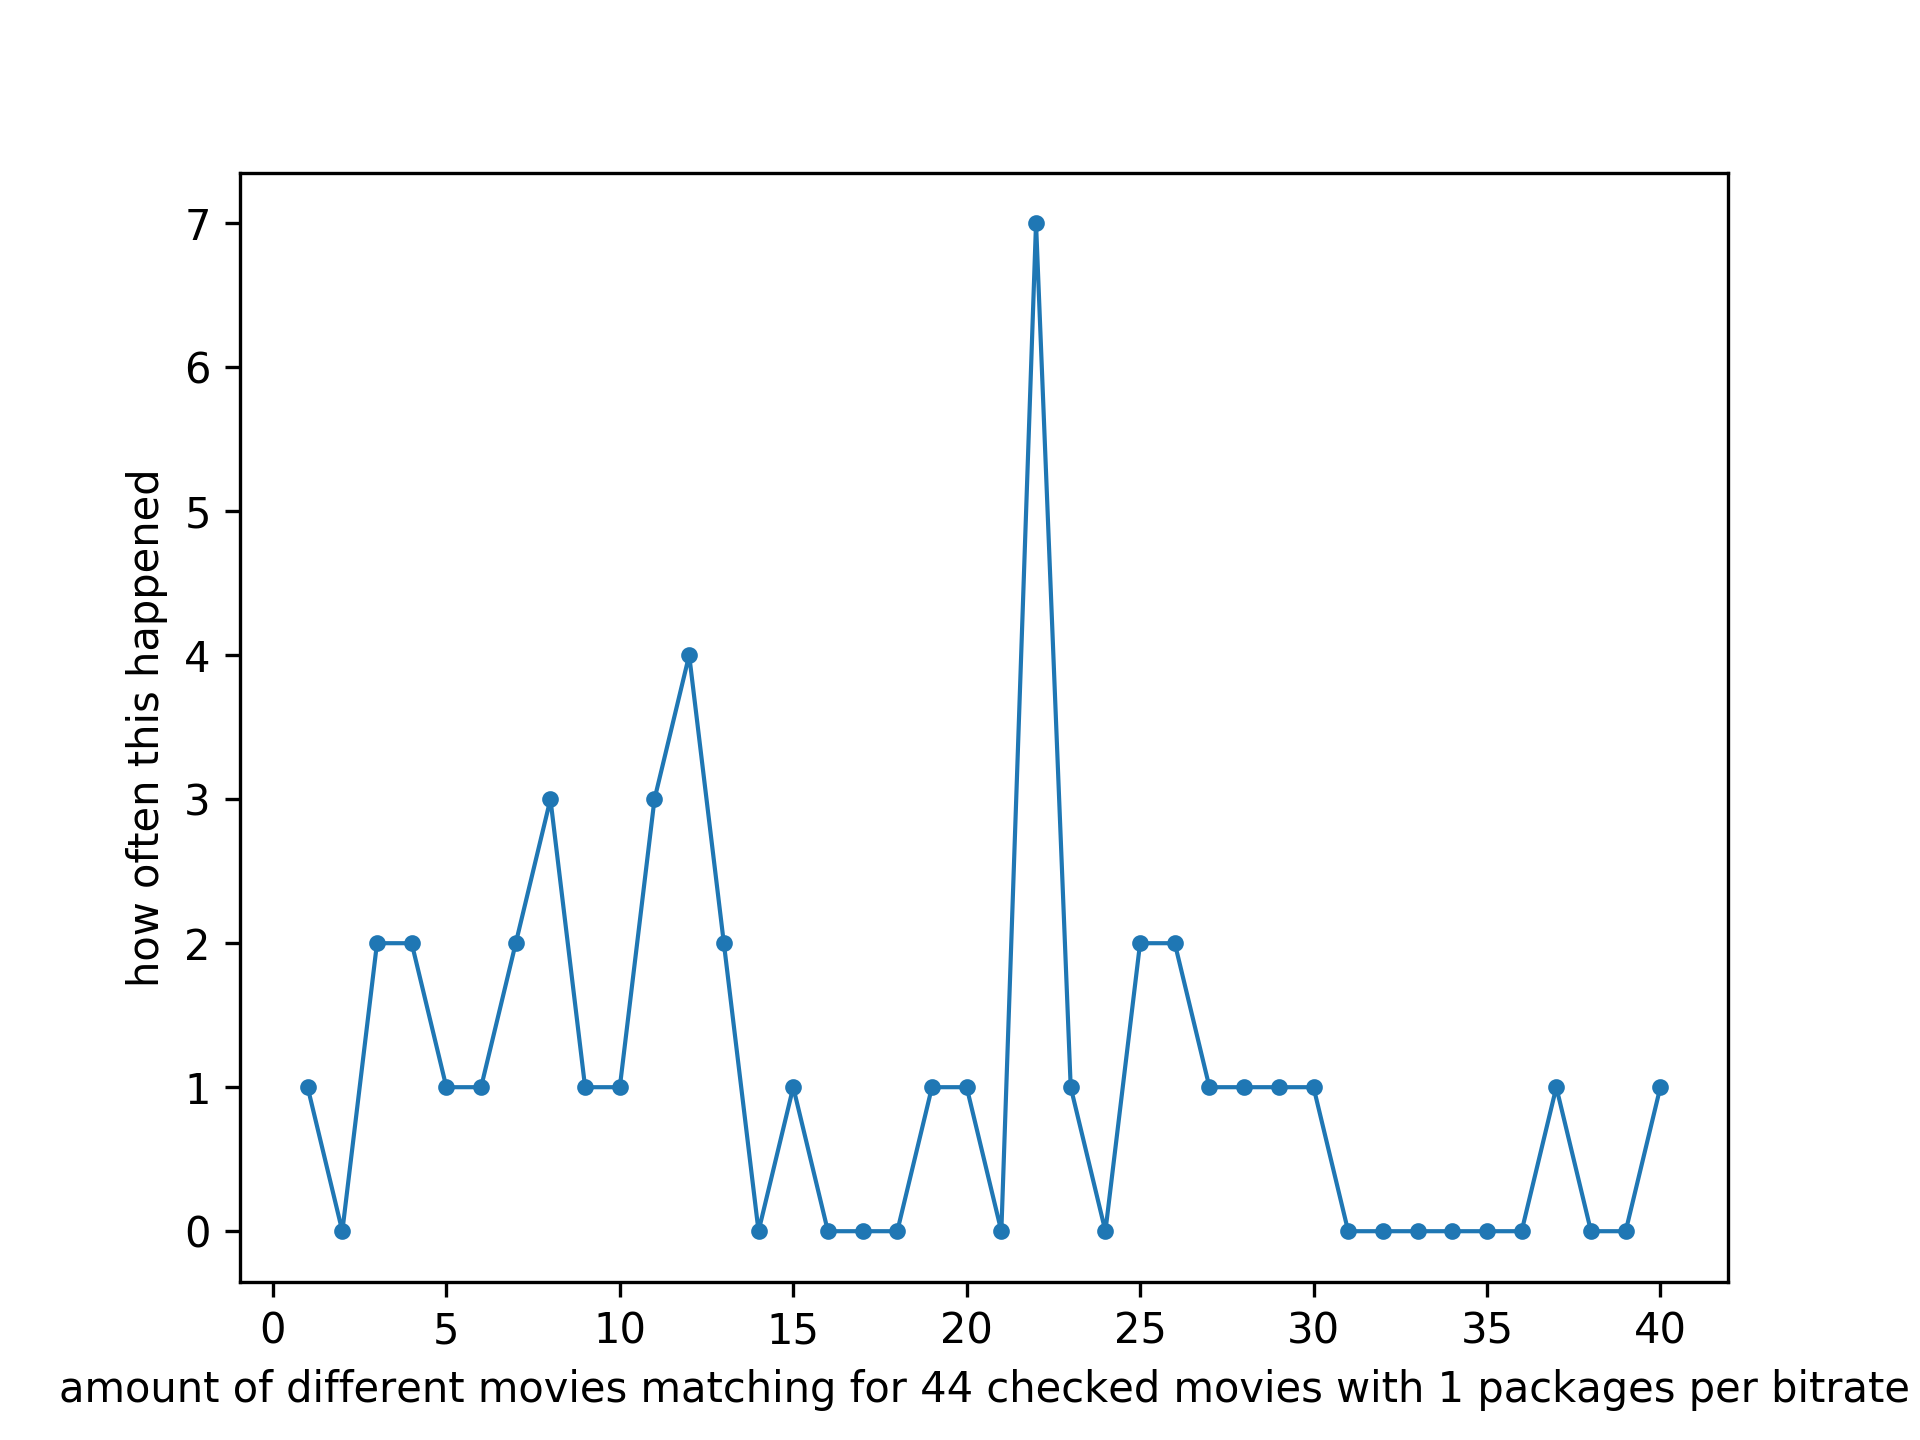 7
6
5
4
3
2
1
0
how often this happened
0 5 10 15 20 25 30 35 40
amount of different movies matching for 44 checked movies with 1 packages per bitrate